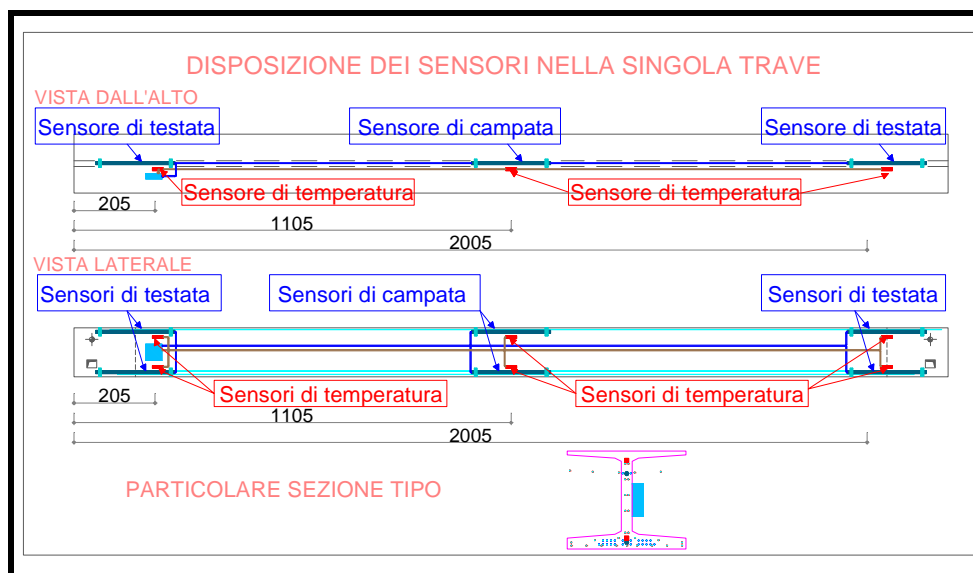 DISPOSIZIONE DEI SENSORI NELLA SINGOLA TRAVE
VISTA DALL'ALTO
Sensore di testata
Sensore di campata
Sensore di testata
Sensore di temperatura
Sensore di temperatura
205
1105
2005
VISTA LATERALE
Sensori di testata
Sensori di campata
Sensori di testata
Sensori di temperatura
Sensori di temperatura
205
1105
2005
PARTICOLARE SEZIONE TIPO